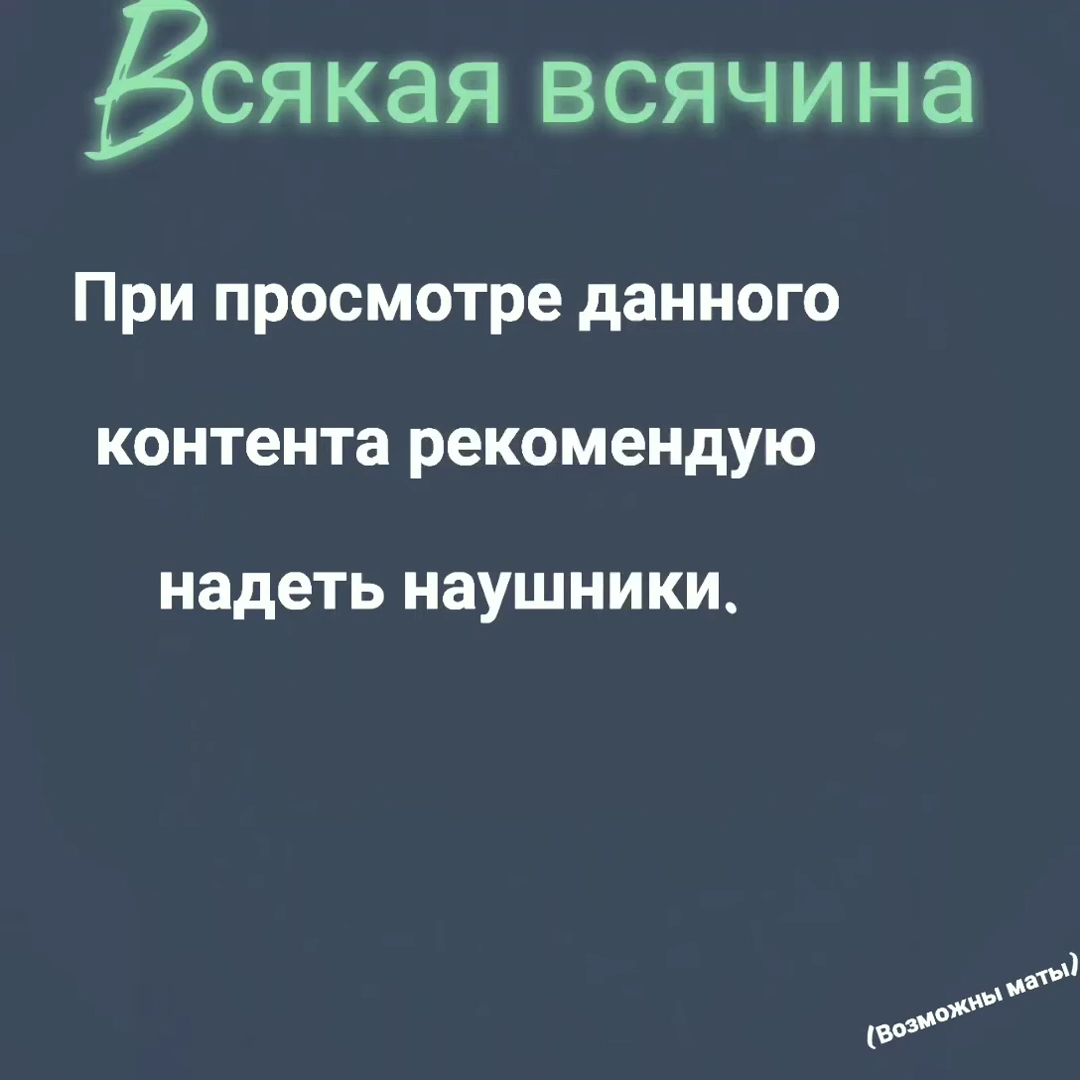 Всякая всячина
При просмотре данного
контента рекомендую
надеть наушники.
(Возможны маты)